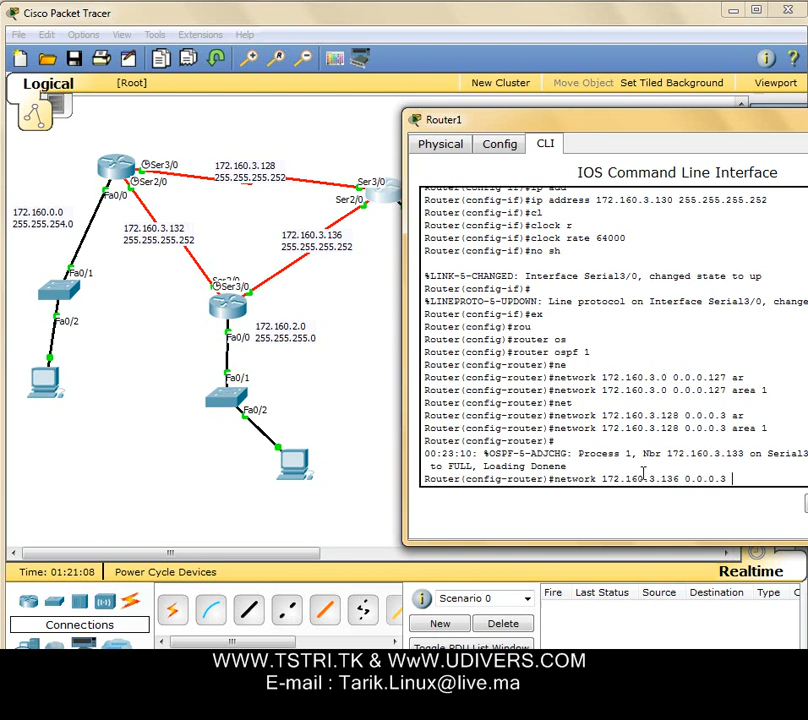 Cisco Packet Tracer
File Edit Options View Tools Extensions Help
Logical [Root] New Cluster Move Object Set Tiled Background Viewport
Ser3/0
Ser2/0
Fa0/0
172.160.3.128
255.255.255.252
Ser3/0
Ser2/0
172.160.0.0
255.255.254.0
172.160.3.132
255.255.255.252
172.160.3.136
255.255.255.252
Fa0/1
Fa0/2
Ser3/0
Fa0/0
172.160.2.0
255.255.255.0
Fa0/1
Fa0/2
Router1
Physical Config CLI
IOS Command Line Interface
Router(config-if)#ip add
Router(config-if)#ip address 172.160.3.130 255.255.255.252
Router(config-if)#cl
Router(config-if)#clock r
Router(config-if)#clock rate 64000
Router(config-if)#no sh
%LINK-5-CHANGED: Interface Serial3/0, changed state to up
Router(config-if)#
%LINEPROTO-5-UPDOWN: Line protocol on Interface Serial3/0, change
Router(config-if)#ex
Router(config)#rou
Router(config)#router os
Router(config)#router ospf 1
Router(config-router)#ne
Router(config-router)#network 172.160.3.0 0.0.0.127 ar
Router(config-router)#network 172.160.3.0 0.0.0.127 area 1
Router(config-router)#net
Router(config-router)#network 172.160.3.128 0.0.0.3 ar
Router(config-router)#network 172.160.3.128 0.0.0.3 area 1
Router(config-router)#
00:23:10: %OSPF-5-ADJCHG: Process 1, Nbr 172.160.3.133 on Serial3
to FULL, Loading Donene
Router(config-router)#network 172.160.3.136 0.0.0.3
Time: 01:21:08 Power Cycle Devices Realtime
Connections
Scenario 0
New Delete
Toggle PDU List Window
Fire Last Status Source Destination Type C
WWW.TSTRI.TK & WwW.UDIVERS.COM
E-mail : Tarik.Linux@live.ma